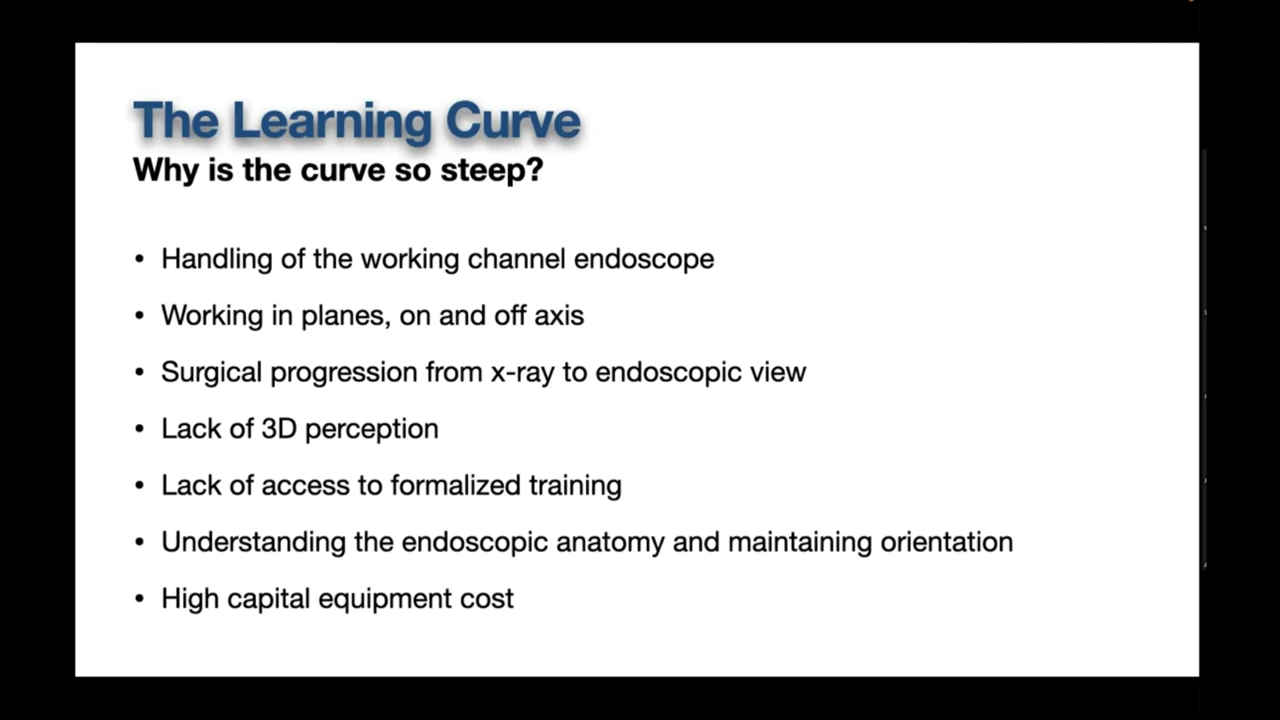 The Learning Curve
Why is the curve so steep?
• Handling of the working channel endoscope
• Working in planes, on and off axis
• Surgical progression from x-ray to endoscopic view
• Lack of 3D perception
• Lack of access to formalized training
• Understanding the endoscopic anatomy and maintaining orientation
• High capital equipment cost